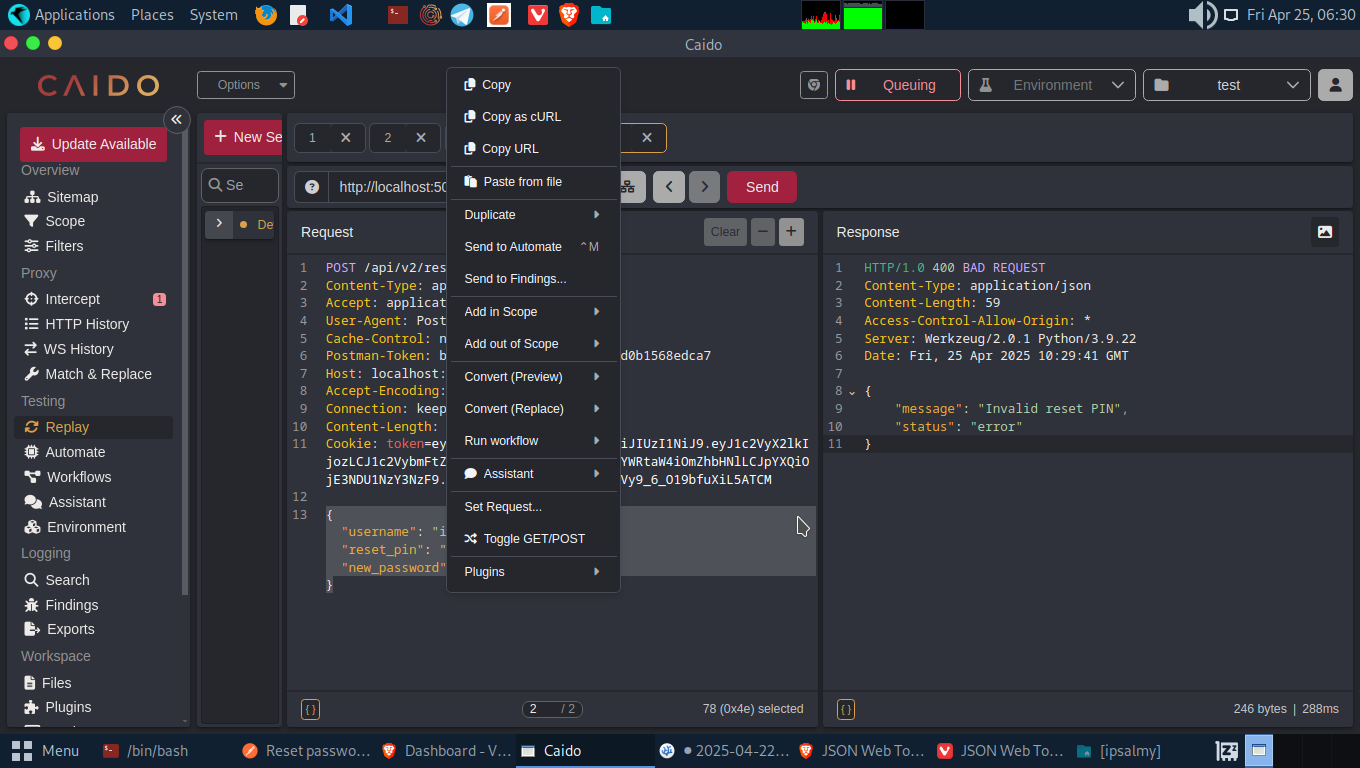 Applications Places System
Fri Apr 25, 06:30
Caido
CAIDO
Options
Queuing
Environment
test
Update Available
Overview
Sitemap
Scope
Filters
Proxy
Intercept 1
HTTP History
WS History
Match & Replace
Testing
Replay
Automate
Workflows
Assistant
Environment
Logging
Search
Findings
Exports
Workspace
Files
Plugins
New Se
Se
De
1
2
http://localhost:50
Send
Request
Clear
1 POST /api/v2/res
2 Content-Type: ap
3 Accept: applicat
4 User-Agent: Post
5 Cache-Control: n
6 Postman-Token: b d0b1568edca7
7 Host: localhost:
8 Accept-Encoding:
9 Connection: keep
10 Content-Length:
11 Cookie: token=ey iJIUzI1NiJ9.eyJ1c2VyX2lkI
jozLCJ1c2VybmFtZ YWRtaW4iOmZhbHNlLCJpYXQiO
jE3NDU1NzY3NzF9. Vy9_6_O19bfuXiL5ATCM
12
13 {
"username": "i
"reset_pin": "
"new_password"
}
2 / 2
78 (0x4e) selected
Copy
Copy as cURL
Copy URL
Paste from file
Duplicate
Send to Automate ⌃M
Send to Findings...
Add in Scope
Add out of Scope
Convert (Preview)
Convert (Replace)
Run workflow
Assistant
Set Request...
Toggle GET/POST
Plugins
Response
1 HTTP/1.0 400 BAD REQUEST
2 Content-Type: application/json
3 Content-Length: 59
4 Access-Control-Allow-Origin: *
5 Server: Werkzeug/2.0.1 Python/3.9.22
6 Date: Fri, 25 Apr 2025 10:29:41 GMT
7
8 {
9 "message": "Invalid reset PIN",
10 "status": "error"
11 }
246 bytes | 288ms
Menu
/bin/bash
Reset passwo...
Dashboard - V...
Caido
2025-04-22...
JSON Web To...
JSON Web To...
[ipsalmy]